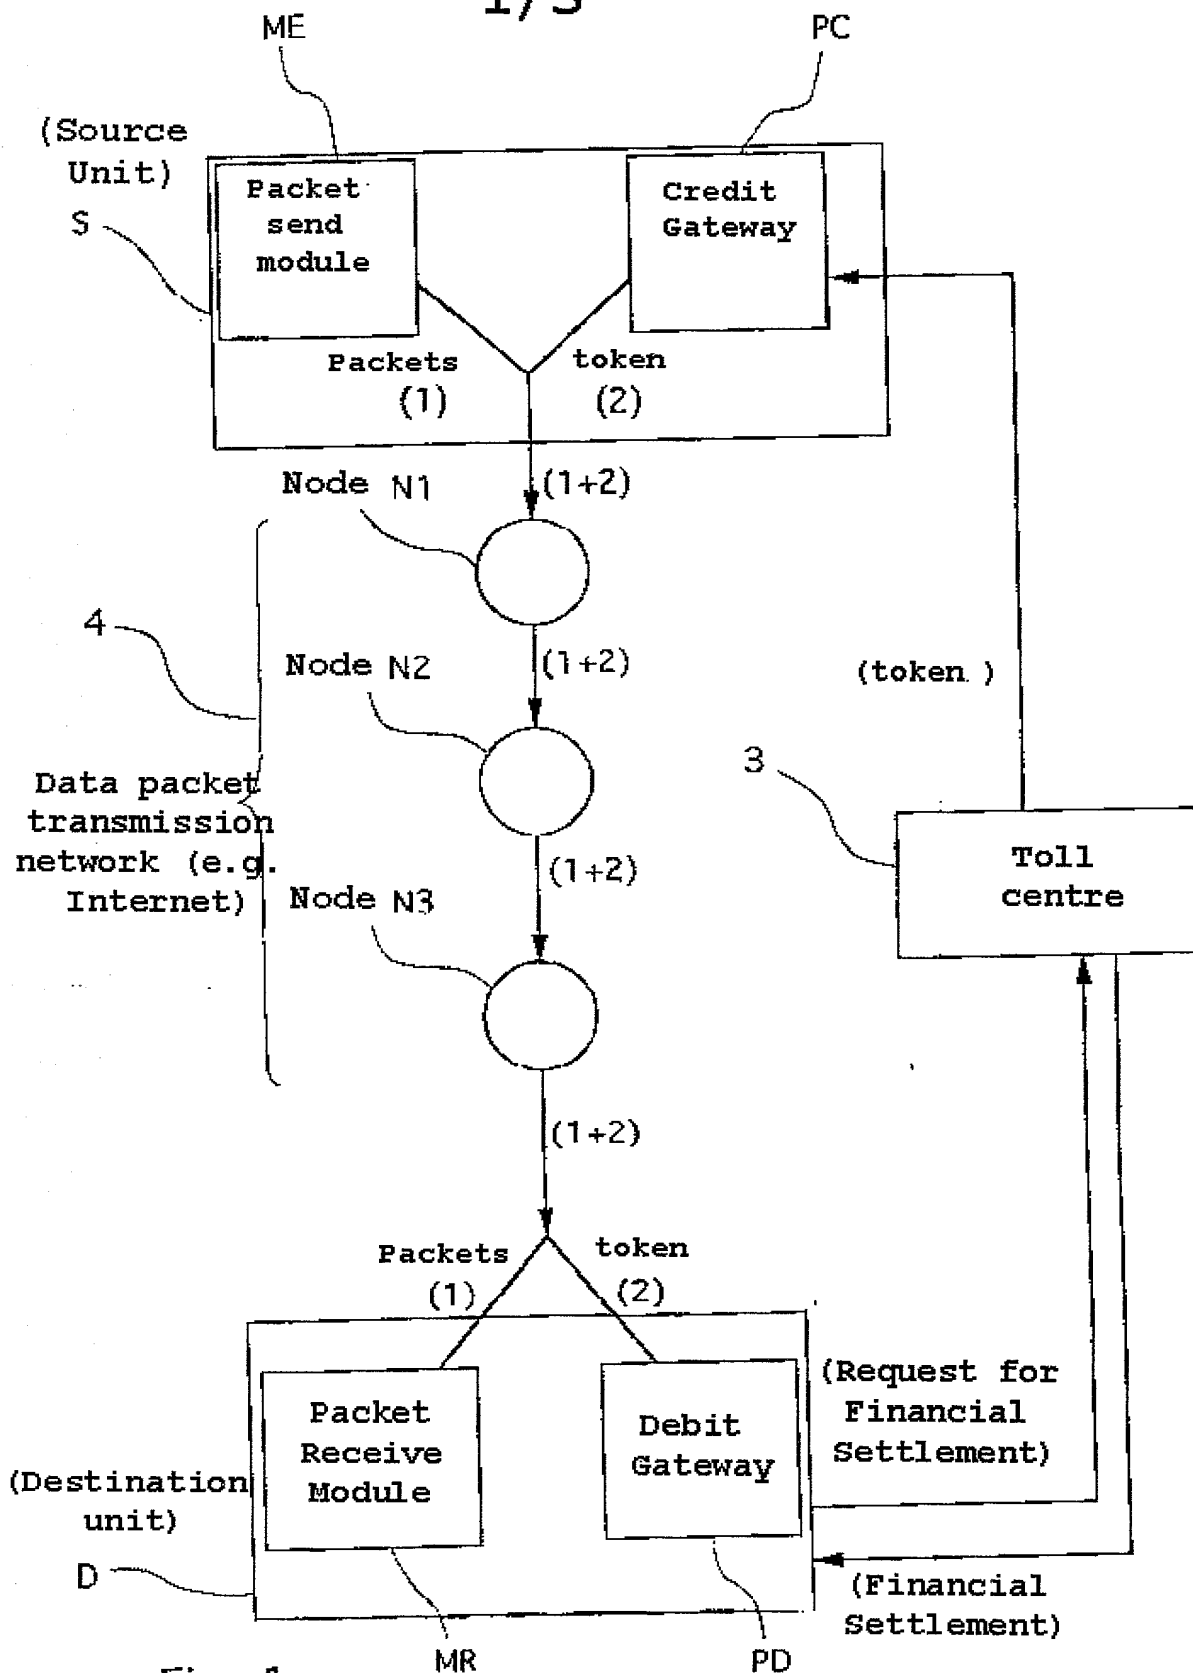 1/3
ME
PC
(Source
Unit)
S
Packet
send
module
Credit
Gateway
Packets
(1)
token
(2)
Node N1
(1+2)
4
Node N2
(1+2)
(token )
3
Data packet
transmission
network (e.g.
Internet)
(1+2)
Toll
centre
Node N3
(1+2)
Packets
(1)
token
(2)
(Request for
Financial
Settlement)
Packet
Receive
Module
Debit
Gateway
(Destination
unit)
D
(Financial
Settlement)
MR
PD